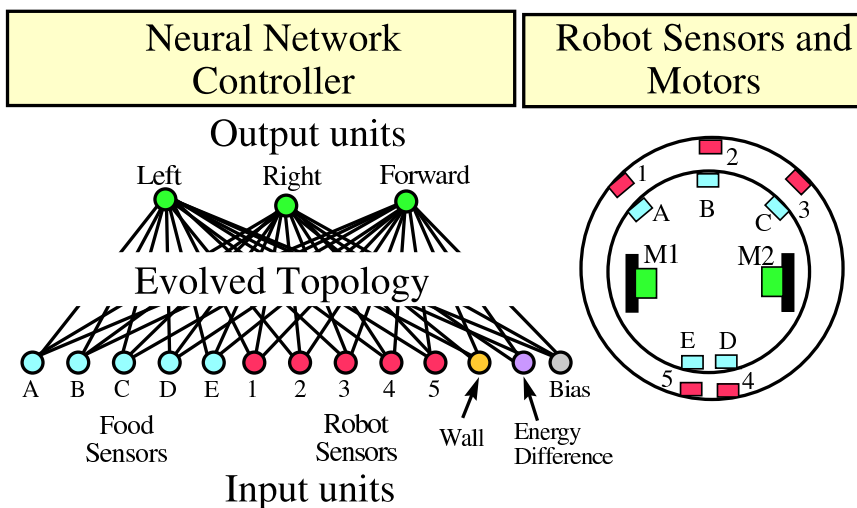 Neural Network
Controller
Robot Sensors and
Motors
Output units
Left Right Forward
Evolved Topology
A B C D E 1 2 3 4 5 Bias
Food
Sensors
Robot
Sensors
Wall
Energy
Difference
Input units
2
1
3
A
B
C
M1
M2
E
D
5
4